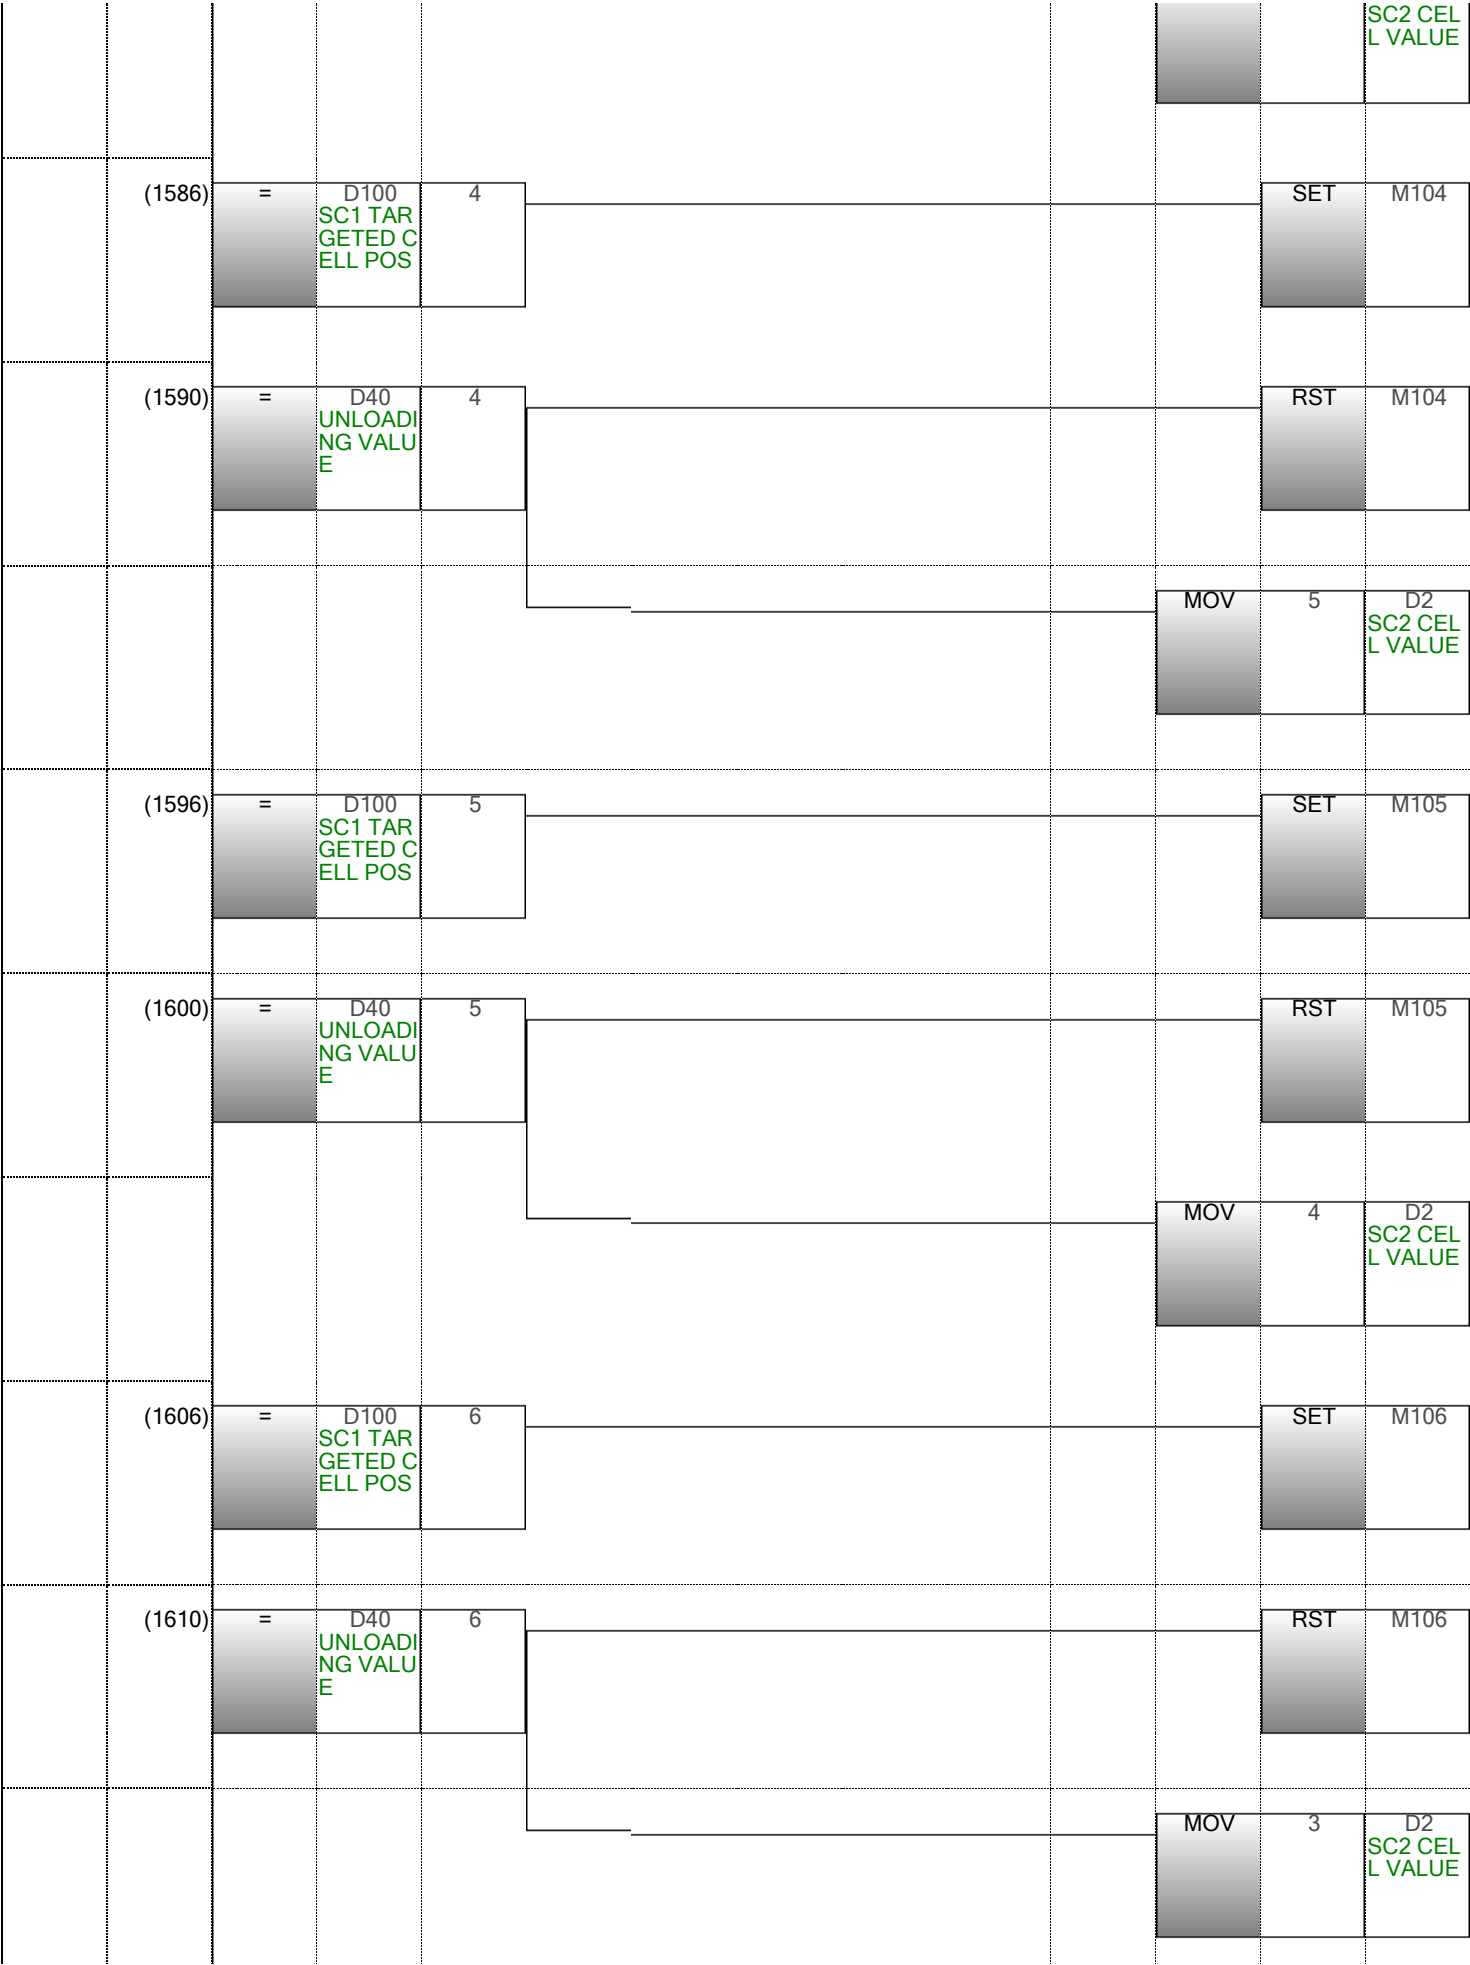 SC2 CEL
L VALUE
(1586) = D100 4 SET M104
SC1 TAR
GETED C
ELL POS
(1590) = D40 4 RST M104
UNLOADI
NG VALU
E
MOV 5 D2
SC2 CEL
L VALUE
(1596) = D100 5 SET M105
SC1 TAR
GETED C
ELL POS
(1600) = D40 5 RST M105
UNLOADI
NG VALU
E
MOV 4 D2
SC2 CEL
L VALUE
(1606) = D100 6 SET M106
SC1 TAR
GETED C
ELL POS
(1610) = D40 6 RST M106
UNLOADI
NG VALU
E
MOV 3 D2
SC2 CEL
L VALUE